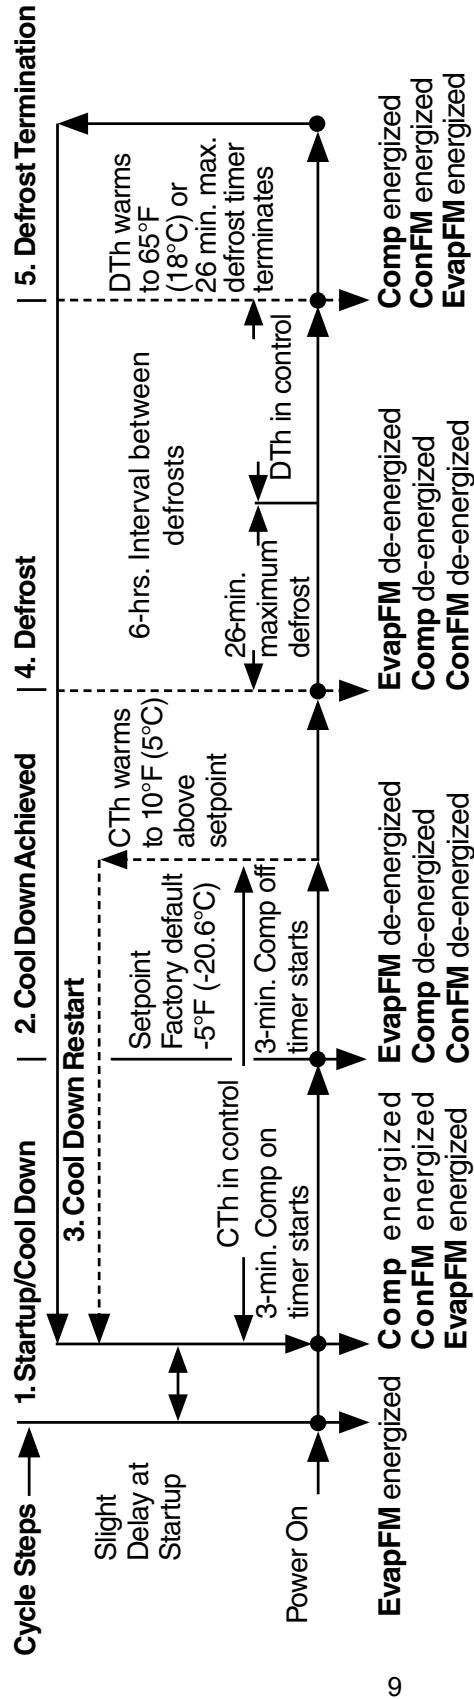 Cycle Steps
1. Startup/Cool Down
2. Cool Down Achieved
4. Defrost
5. Defrost Termination
3. Cool Down Restart
Slight
Delay at
Startup
Setpoint
Factory default
-5°F (-20.6°C)
CTh warms
to 10°F (5°C)
above
setpoint
6-hrs. Interval between
defrosts
DTh warms
to 65°F
(18°C) or
26 min. max.
defrost timer
terminates
CTh in control
3-min. Comp on
timer starts
3-min. Comp off
timer starts
26-min.
maximum
defrost
DTh in control
Power On
EvapFM energized
Comp energized
ConFM energized
EvapFM energized
EvapFM de-energized
Comp de-energized
ConFM de-energized
EvapFM de-energized
Comp de-energized
ConFM de-energized
Comp energized
ConFM energized
EvapFM energized
9